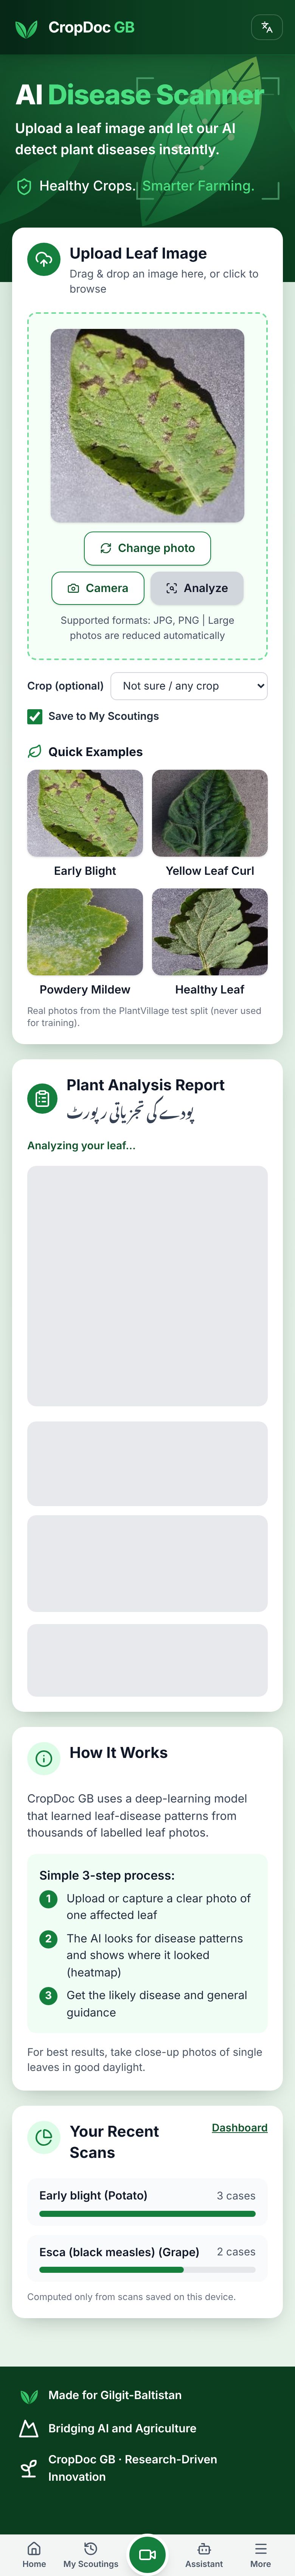 CropDoc GB
AI Disease Scanner
Upload a leaf image and let our AI
detect plant diseases instantly.
Healthy Crops. Smarter Farming.
Upload Leaf Image
Drag & drop an image here, or click to
browse
Change photo
Camera
Analyze
Supported formats: JPG, PNG | Large
photos are reduced automatically
Crop (optional)
Not sure / any crop
Save to My Scoutings
Quick Examples
Early Blight
Yellow Leaf Curl
Powdery Mildew
Healthy Leaf
Real photos from the PlantVillage test split (never used
for training).
Plant Analysis Report
پودے کی تجزیاتی رپورٹ
Analyzing your leaf...
How It Works
CropDoc GB uses a deep-learning model
that learned leaf-disease patterns from
thousands of labelled leaf photos.
Simple 3-step process:
1 Upload or capture a clear photo of
one affected leaf
2 The AI looks for disease patterns
and shows where it looked
(heatmap)
3 Get the likely disease and general
guidance
For best results, take close-up photos of single
leaves in good daylight.
Your Recent
Scans
Dashboard
Early blight (Potato) 3 cases
Esca (black measles) (Grape) 2 cases
Computed only from scans saved on this device.
Made for Gilgit-Baltistan
Bridging AI and Agriculture
CropDoc GB · Research-Driven
Innovation
Home
My Scoutings
Assistant
More